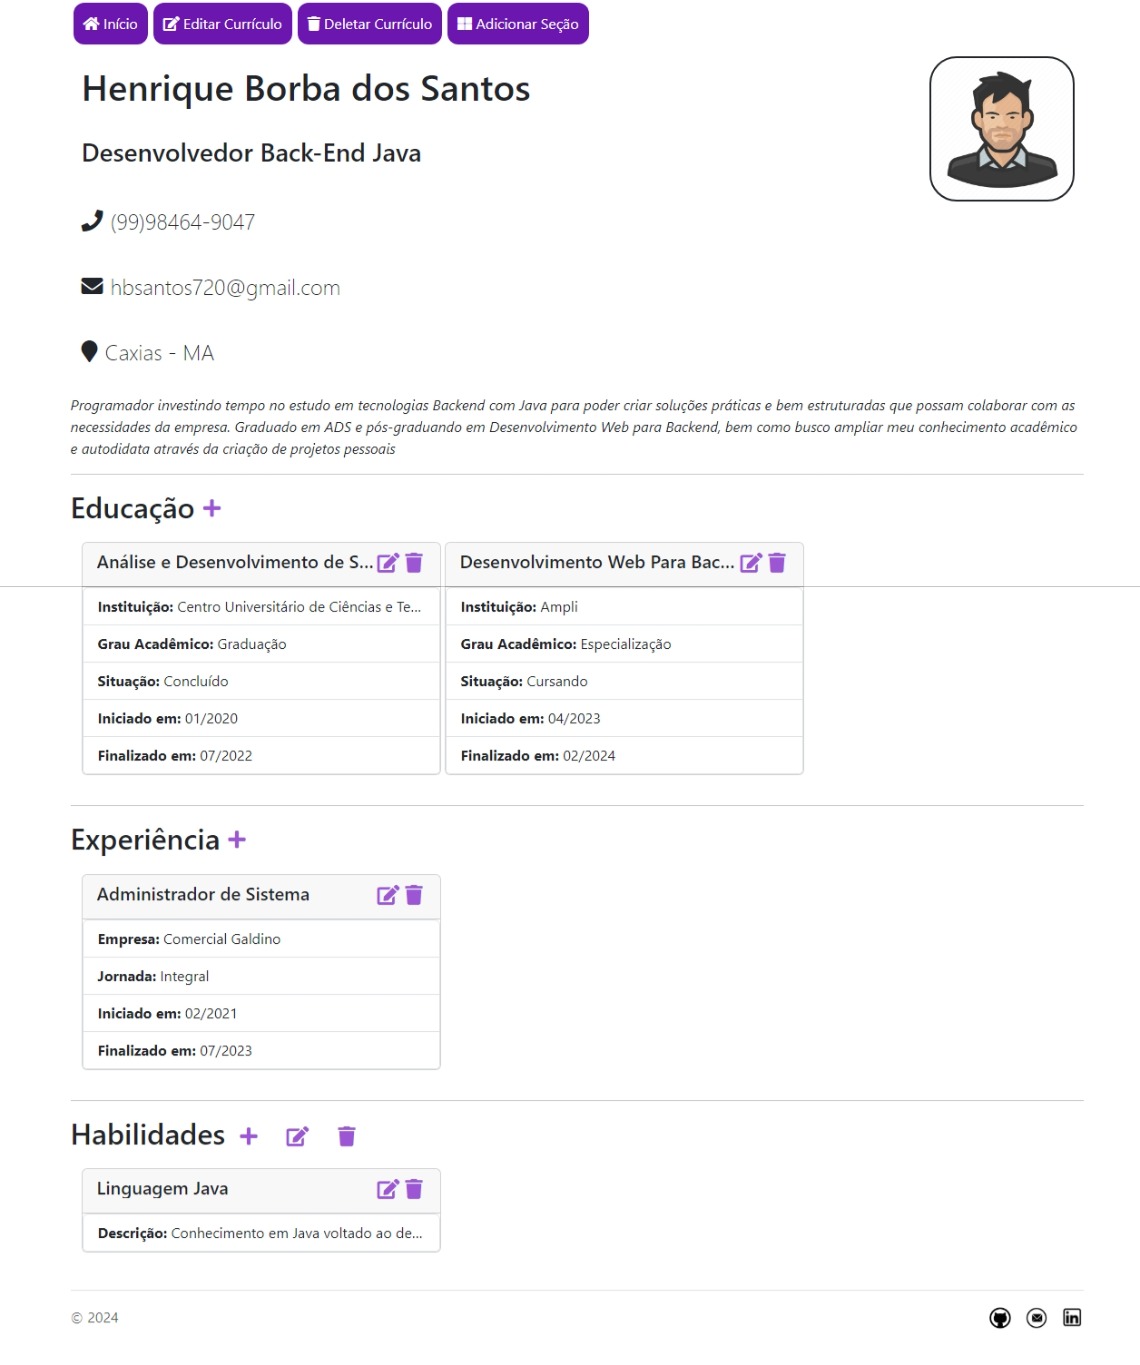 Início Editar Currículo Deletar Currículo Adicionar Seção
Henrique Borba dos Santos
Desenvolvedor Back-End Java
(99)98464-9047
hbsantos720@gmail.com
Caxias - MA
Programador investindo tempo no estudo em tecnologias Backend com Java para poder criar soluções práticas e bem estruturadas que possam colaborar com as
necessidades da empresa. Graduado em ADS e pós-graduando em Desenvolvimento Web para Backend, bem como busco ampliar meu conhecimento acadêmico
e autodidata através da criação de projetos pessoais
Educação +
Análise e Desenvolvimento de S...
Instituição: Centro Universitário de Ciências e Te...
Grau Acadêmico: Graduação
Situação: Concluído
Iniciado em: 01/2020
Finalizado em: 07/2022
Desenvolvimento Web Para Bac...
Instituição: Ampli
Grau Acadêmico: Especialização
Situação: Cursando
Iniciado em: 04/2023
Finalizado em: 02/2024
Experiência +
Administrador de Sistema
Empresa: Comercial Galdino
Jornada: Integral
Iniciado em: 02/2021
Finalizado em: 07/2023
Habilidades +
Linguagem Java
Descrição: Conhecimento em Java voltado ao de...
© 2024
in